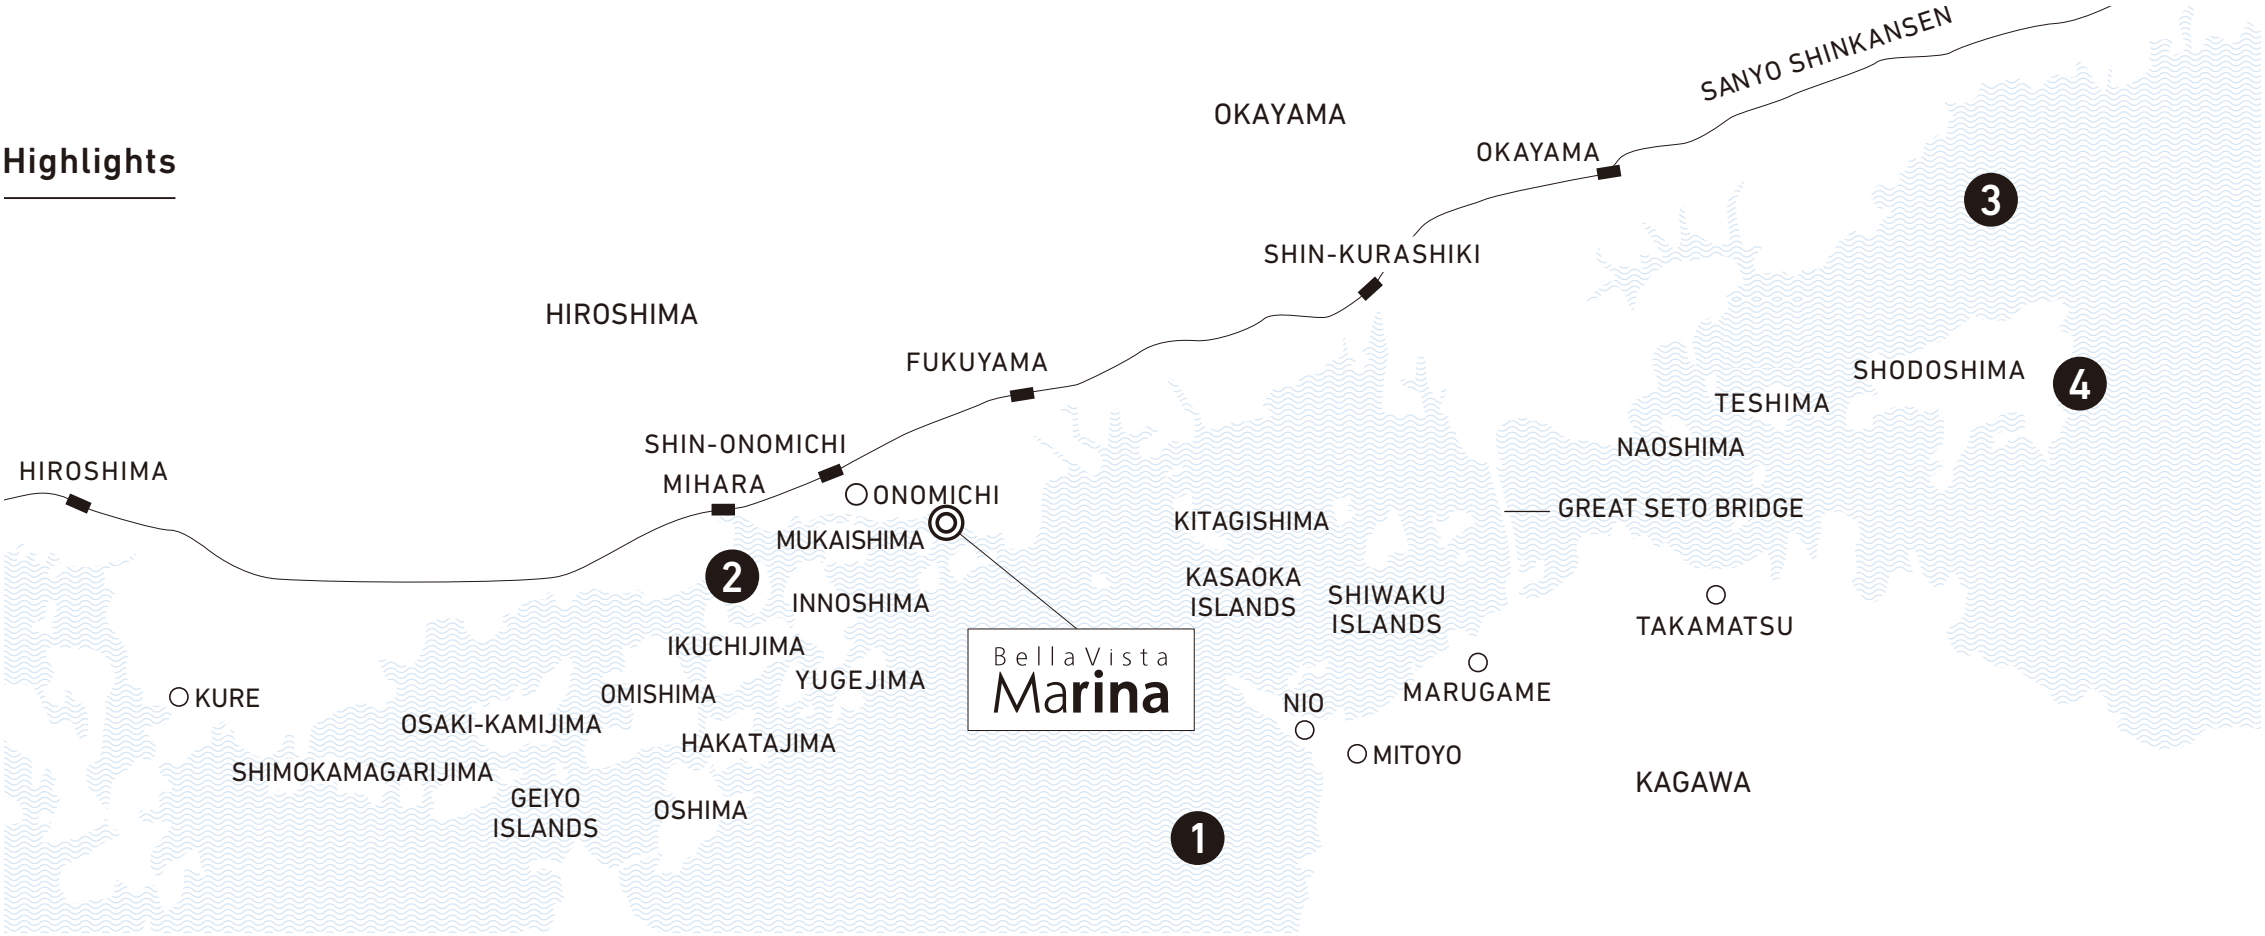 SANYO SHINKANSEN
OKAYAMA
OKAYAMA
Highlights
3
SHIN-KURASHIKI
HIROSHIMA
FUKUYAMA
SHODOSHIMA
4
TESHIMA
SHIN-ONOMICHI
NAOSHIMA
HIROSHIMA
MIHARA
ONOMICHI
GREAT SETO BRIDGE
KITAGISHIMA
MUKAISHIMA
2
KASAOKA
ISLANDS
SHIWAKU
ISLANDS
INNOSHIMA
TAKAMATSU
IKUCHIJIMA
BellaVista
Marina
YUGEJIMA
OMISHIMA
MARUGAME
KURE
NIO
OSAKI-KAMIJIMA
HAKATAJIMA
MITOYO
SHIMOKAMAGARIJIMA
KAGAWA
GEIYO
ISLANDS
OSHIMA
1